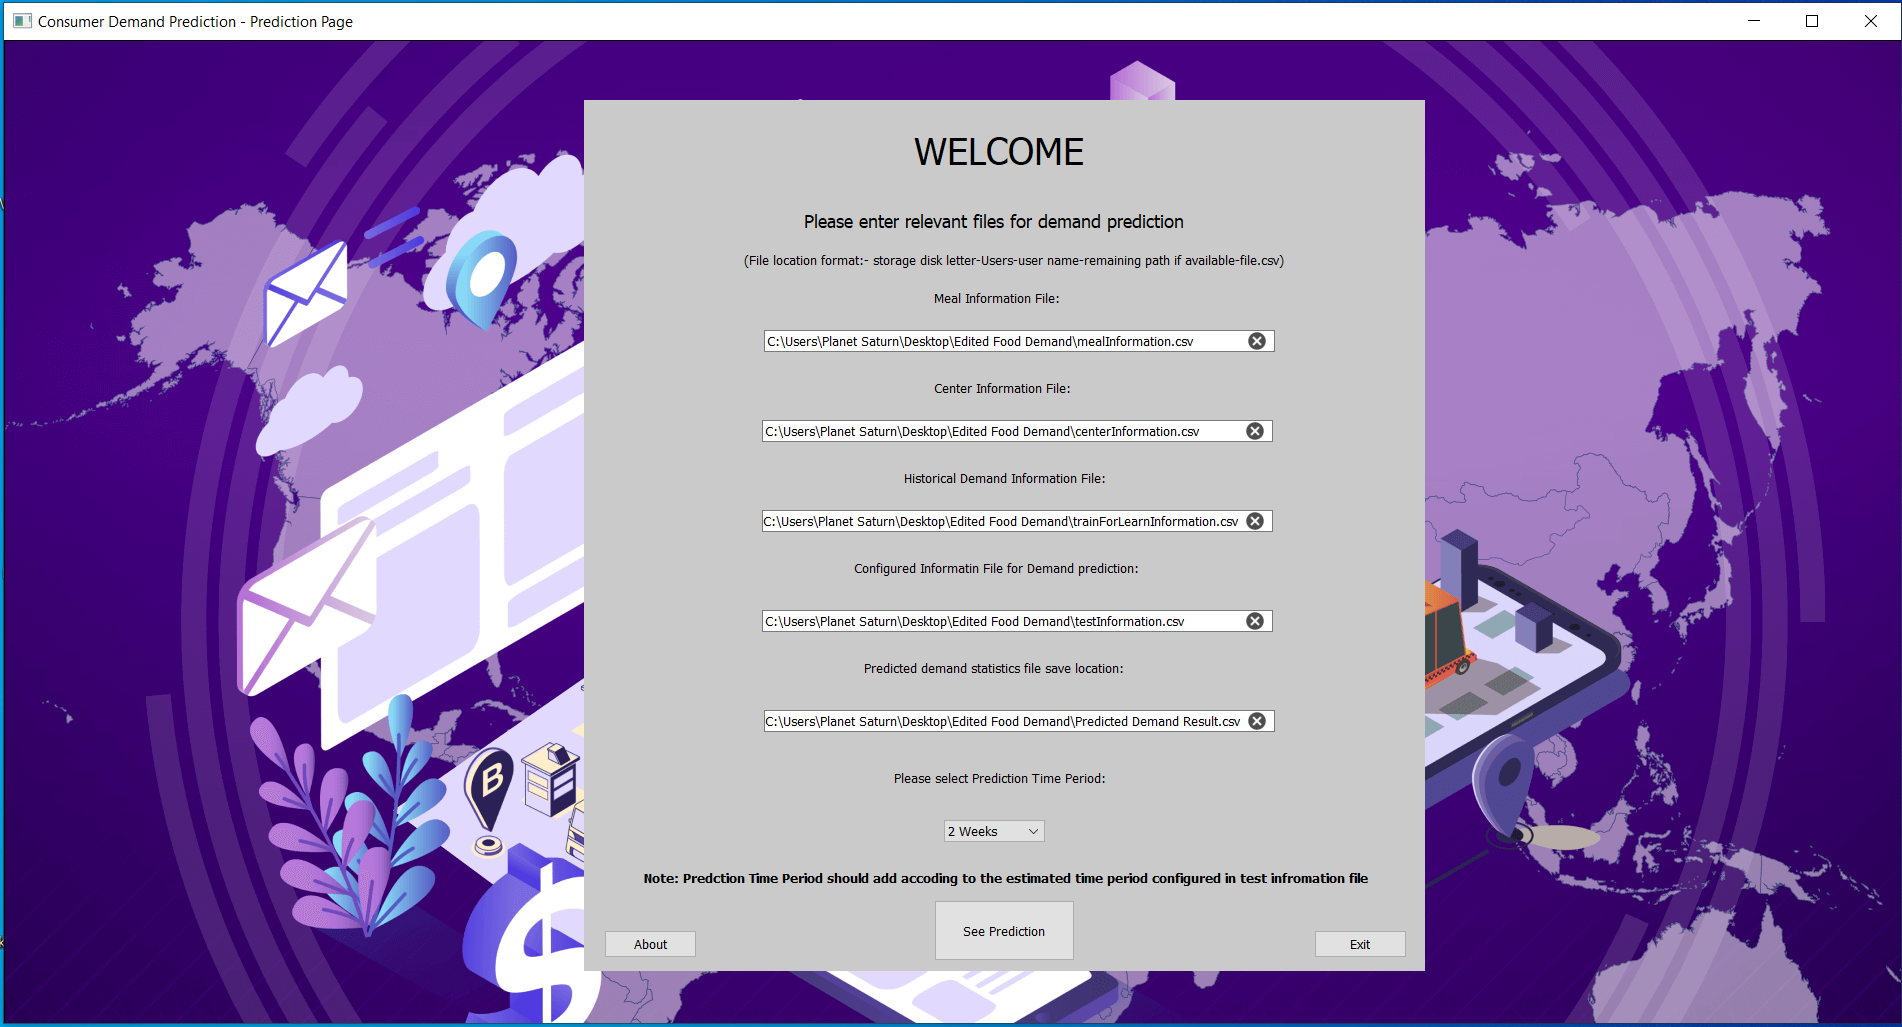 Consumer Demand Prediction - Prediction Page
WELCOME
Please enter relevant files for demand prediction
(File location format:- storage disk letter-Users-user name-remaining path if available-file.csv)
Meal Information File:
C:\Users\Planet Saturn\Desktop\Edited Food Demand\mealInformation.csv
Center Information File:
C:\Users\Planet Saturn\Desktop\Edited Food Demand\centerInformation.csv
Historical Demand Information File:
C:\Users\Planet Saturn\Desktop\Edited Food Demand\trainForLearnInformation.csv
Configured Informatin File for Demand prediction:
C:\Users\Planet Saturn\Desktop\Edited Food Demand\testInformation.csv
Predicted demand statistics file save location:
C:\Users\Planet Saturn\Desktop\Edited Food Demand\Predicted Demand Result.csv
Please select Prediction Time Period:
B
2 Weeks
Note: Predction Time Period should add accoding to the estimated time period configured in test infromation file
See Prediction
About
Exit
$